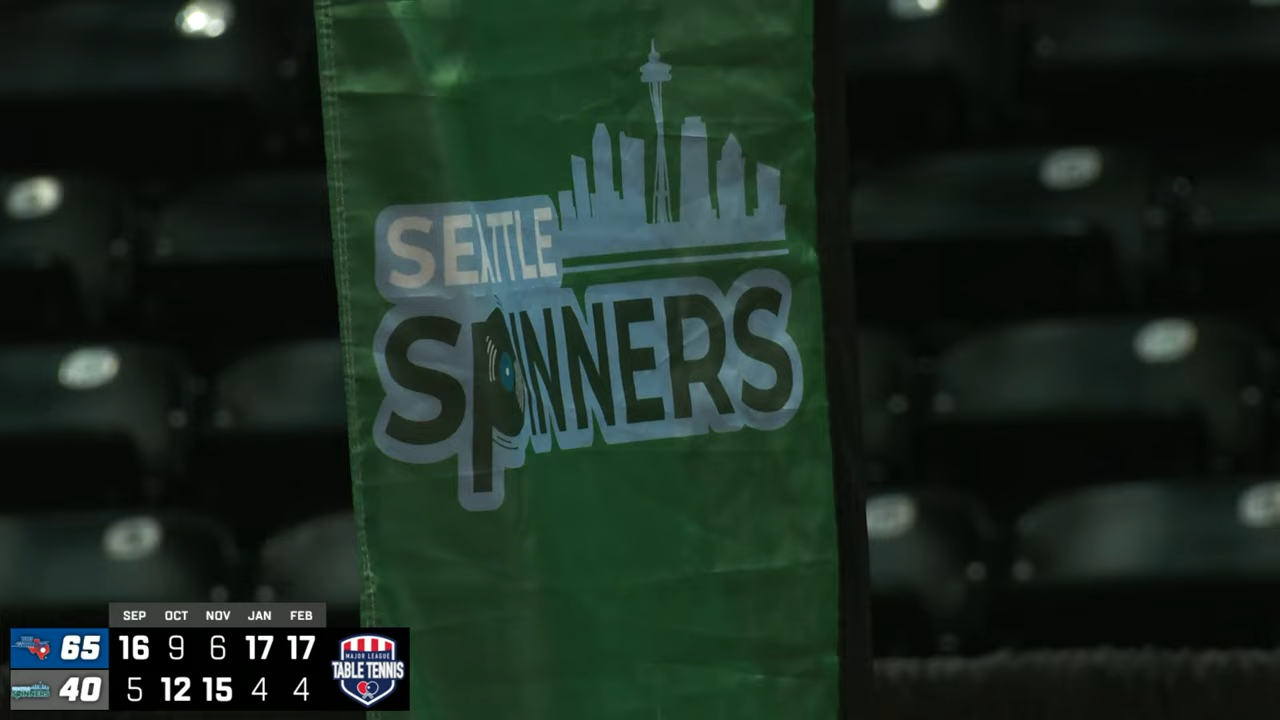 SEATTLE
SPINNERS
SEP OCT NOV JAN FEB
65 16 9 6 17 17
SPINNERS 40 5 12 15 4 4
MAJOR LEAGUE
TABLE TENNIS